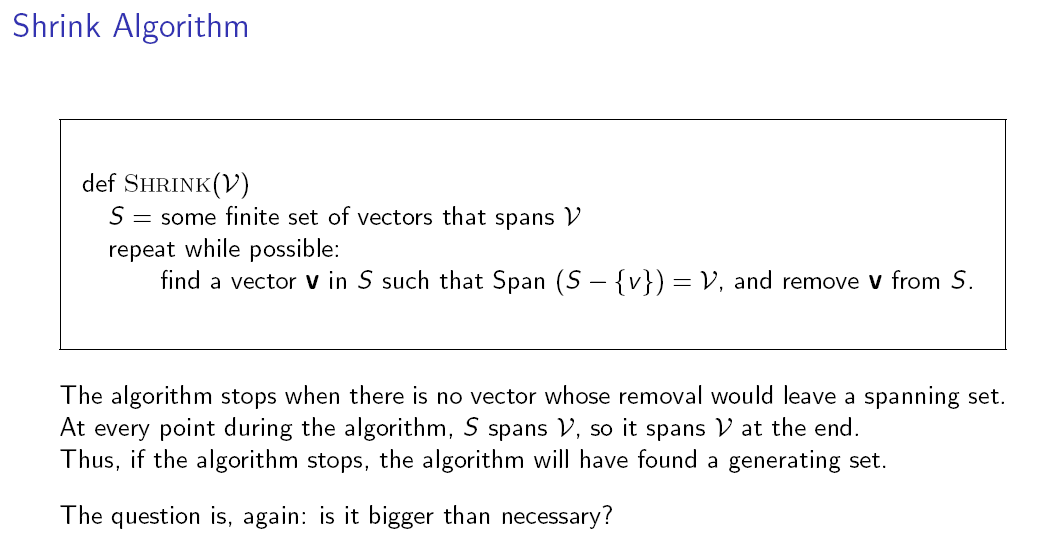 Shrink Algorithm
def SHRINK(𝒱)
S = some finite set of vectors that spans 𝒱
repeat while possible:
find a vector v in S such that Span (S − {v}) = 𝒱, and remove v from S.
The algorithm stops when there is no vector whose removal would leave a spanning set.
At every point during the algorithm, S spans 𝒱, so it spans 𝒱 at the end.
Thus, if the algorithm stops, the algorithm will have found a generating set.
The question is, again: is it bigger than necessary?